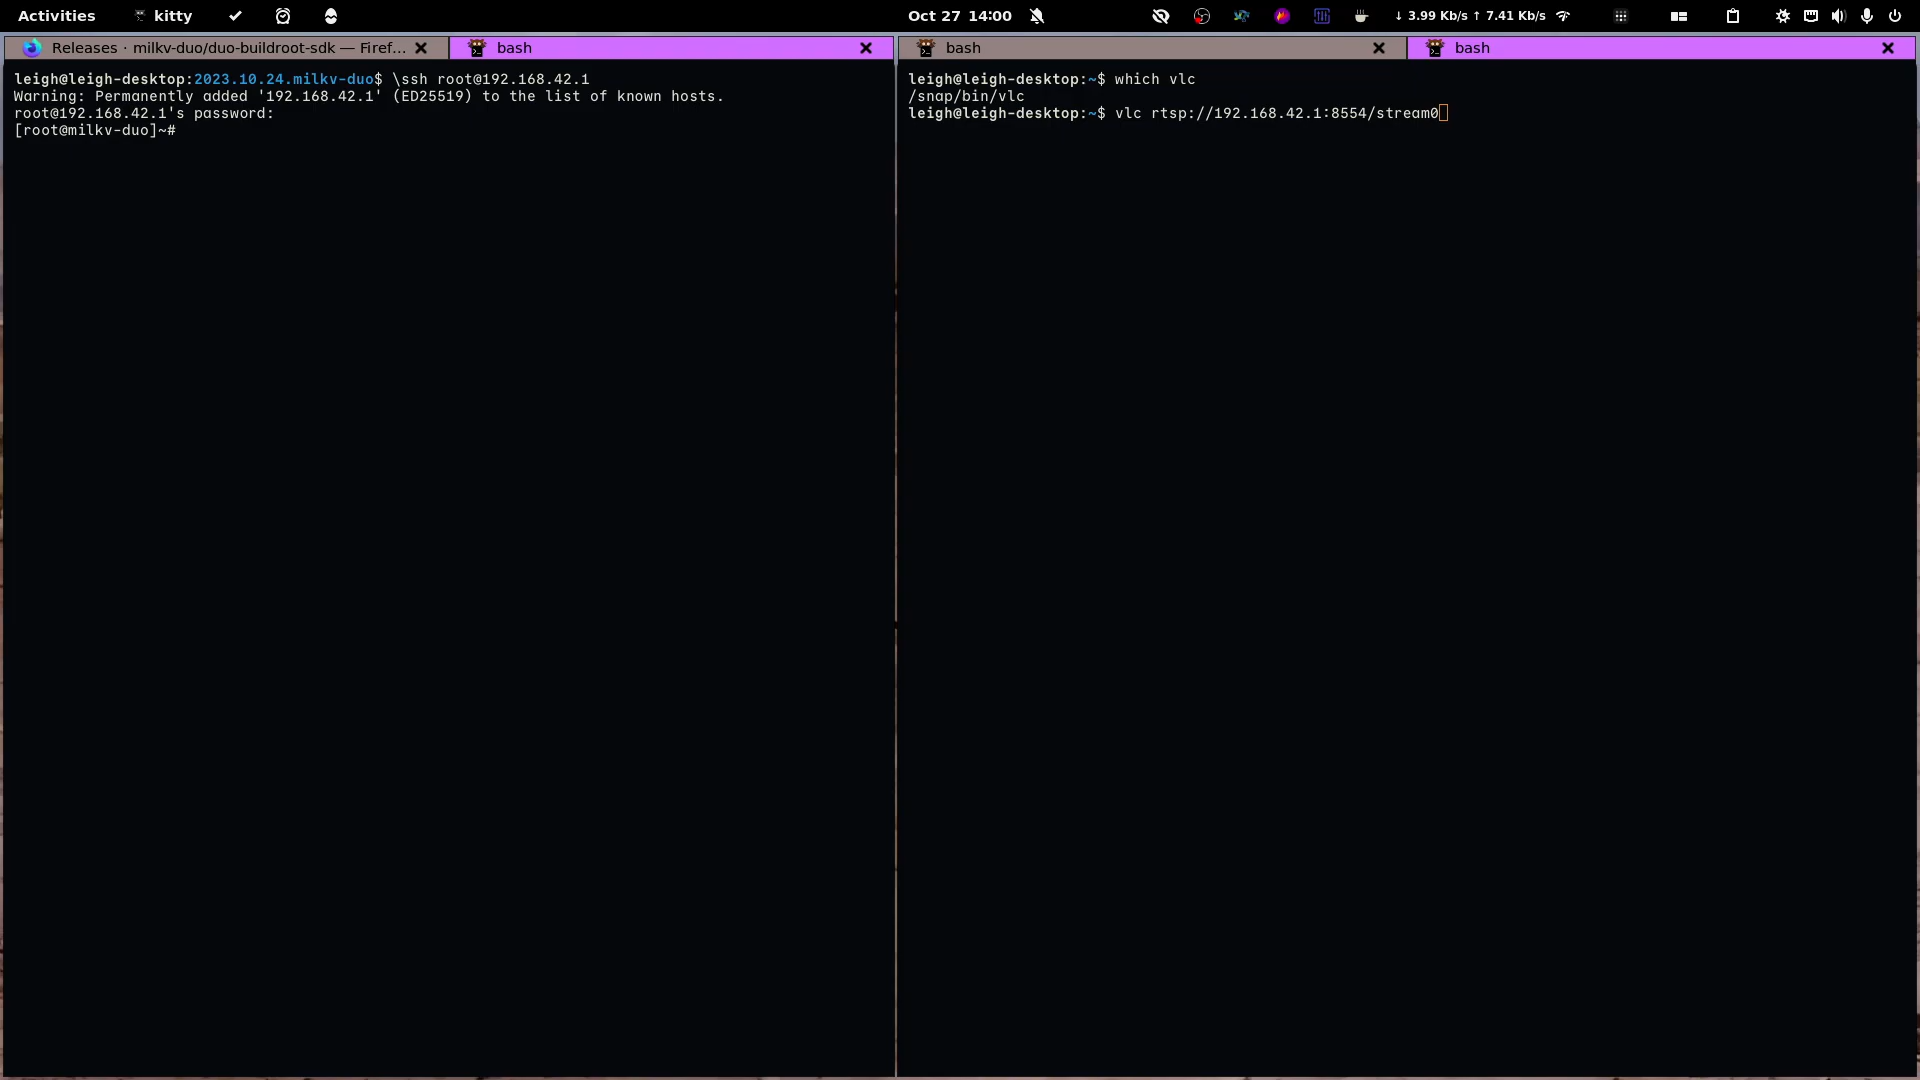 Activities kitty Oct 27 14:00 ↓ 3.99 Kb/s ↑ 7.41 Kb/s
Releases · milkv-duo/duo-buildroot-sdk — Firef... bash
leigh@leigh-desktop:2023.10.24.milkv-duo$ \ssh root@192.168.42.1
Warning: Permanently added '192.168.42.1' (ED25519) to the list of known hosts.
root@192.168.42.1's password:
[root@milkv-duo]~#
bash bash
leigh@leigh-desktop:~$ which vlc
/snap/bin/vlc
leigh@leigh-desktop:~$ vlc rtsp://192.168.42.1:8554/stream0